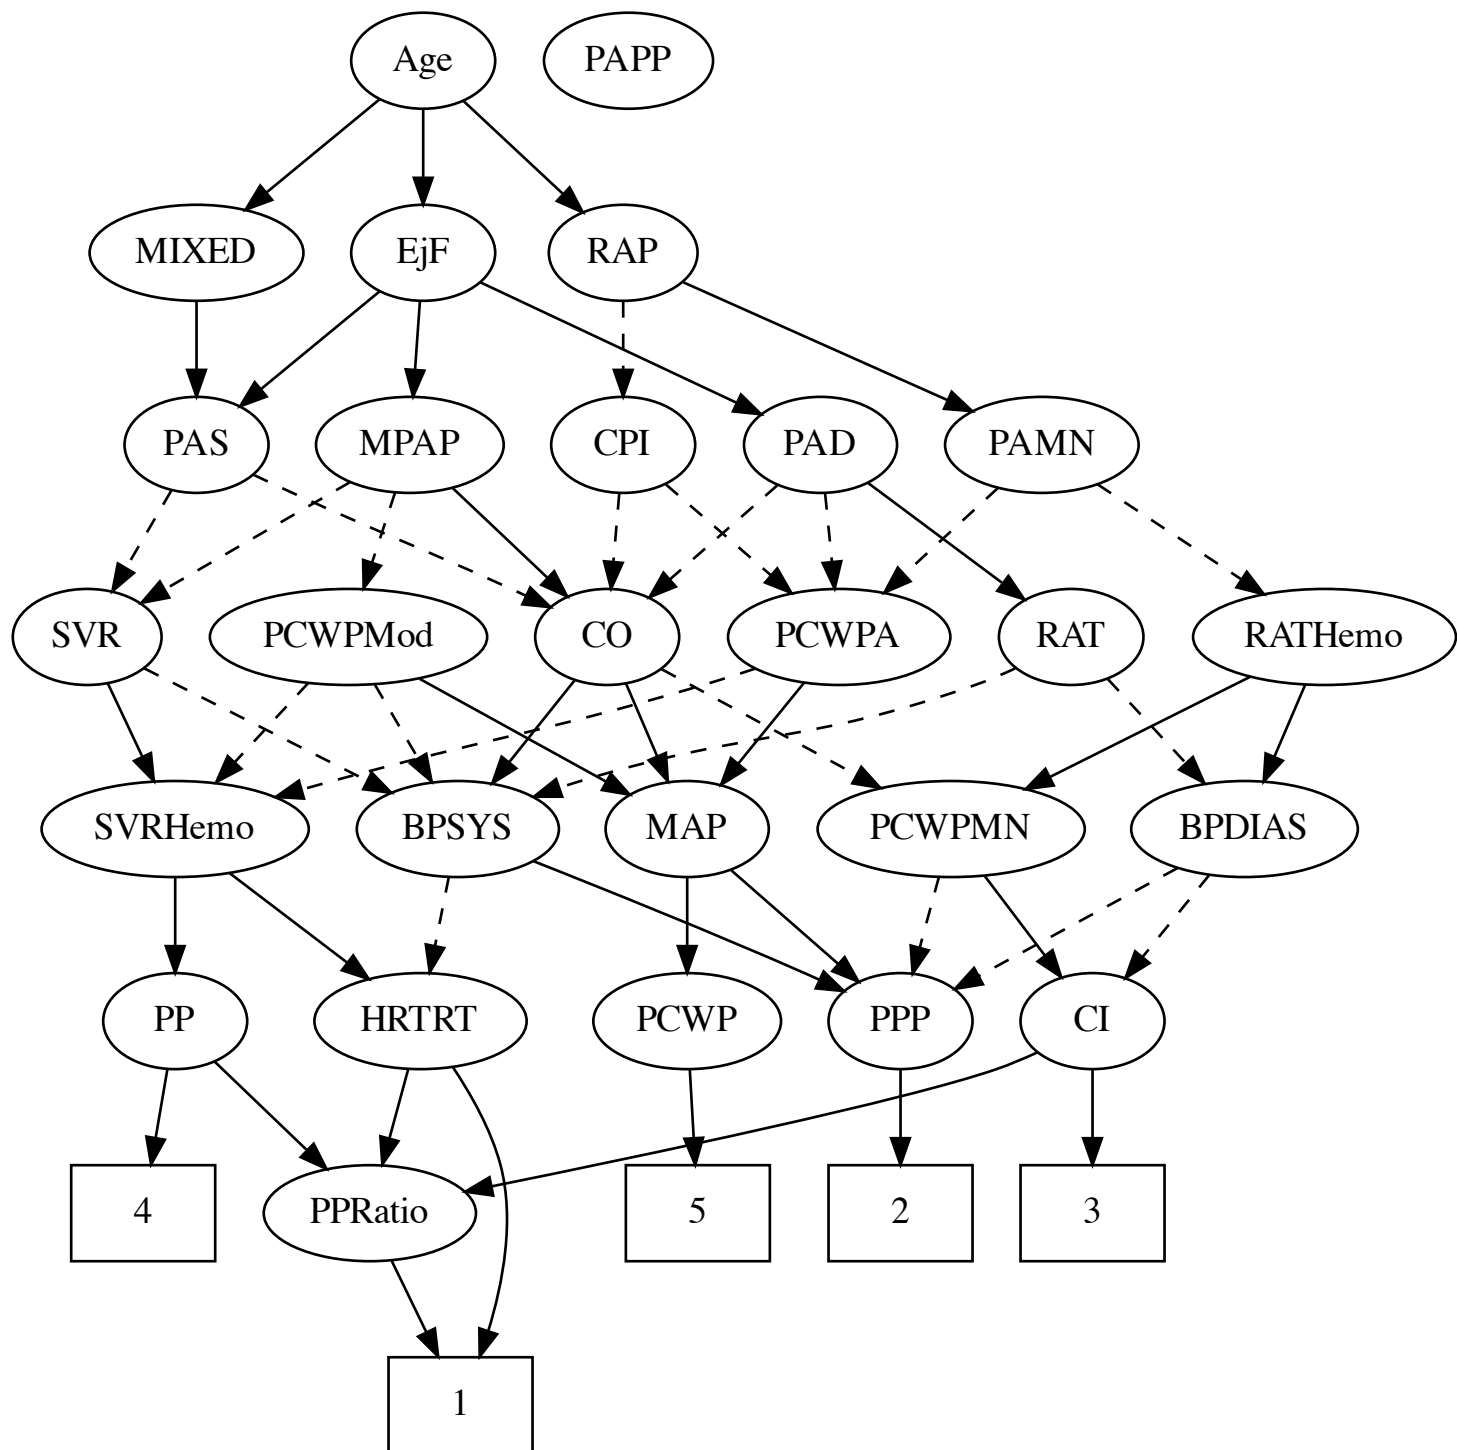 Age PAPP
MIXED EjF RAP
PAS MPAP CPI PAD PAMN
SVR PCWPMod CO PCWPA RAT RATHemo
SVRHemo BPSYS MAP PCWPMN BPDIAS
PP HRTRT PCWP PPP CI
4 PPRatio 5 2 3
1